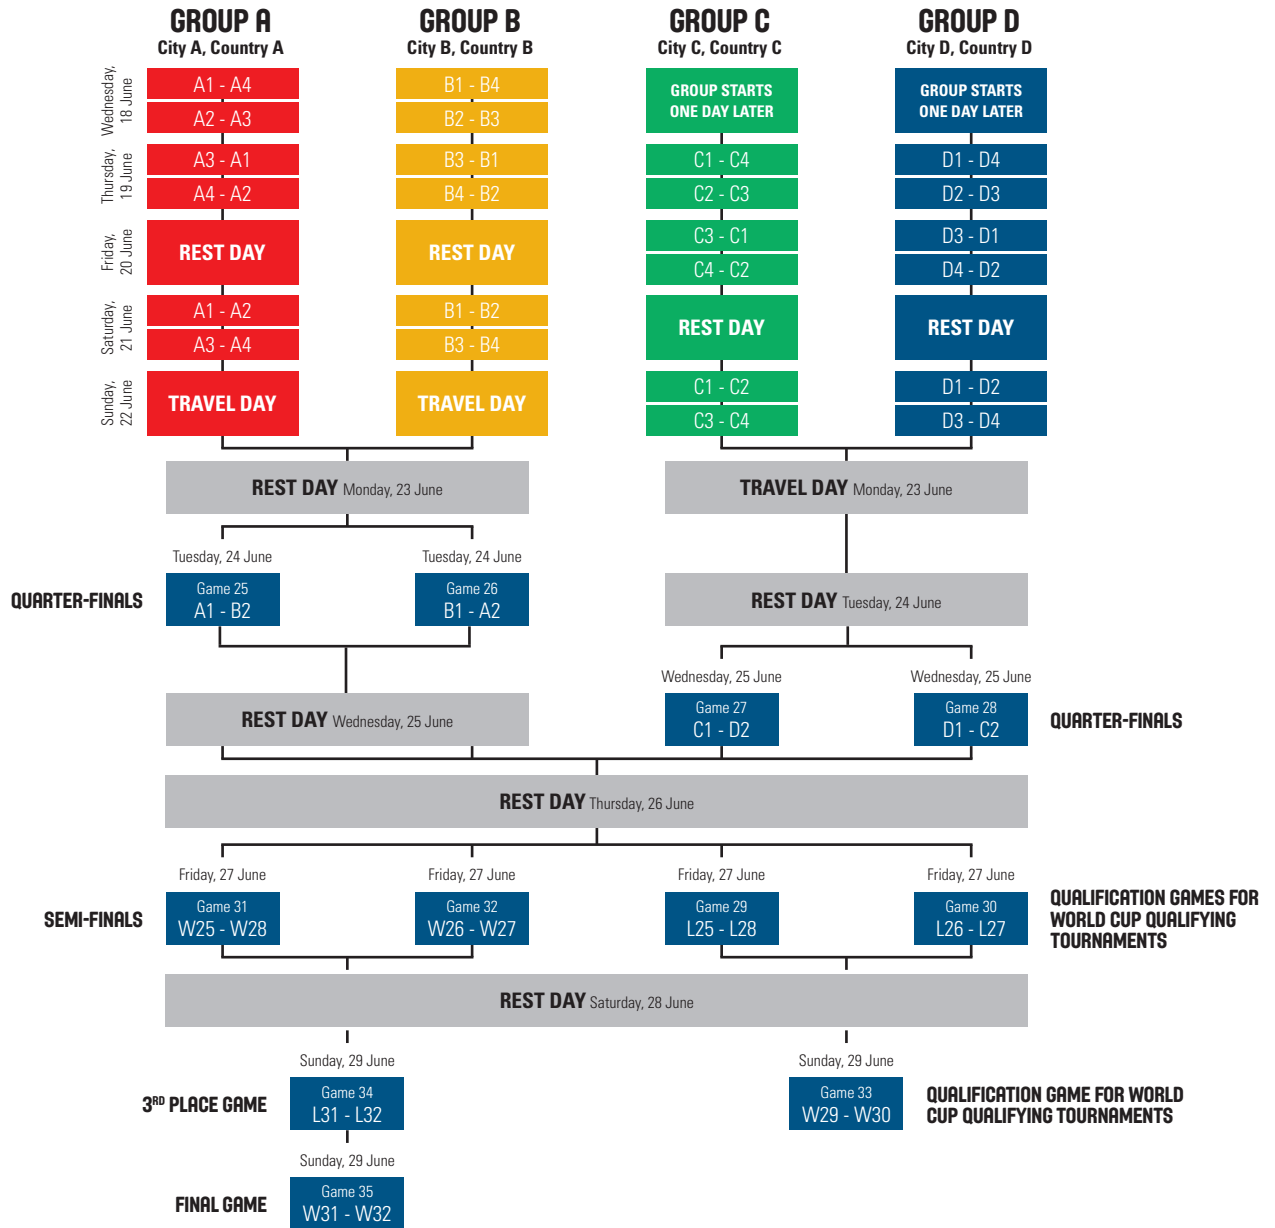 GROUP A
City A, Country A
GROUP B
City B, Country B
GROUP C
City C, Country C
GROUP D
City D, Country D
Wednesday,
18 June
A1 - A4
A2 - A3
B1 - B4
B2 - B3
GROUP STARTS
ONE DAY LATER
GROUP STARTS
ONE DAY LATER
Thursday,
19 June
A3 - A1
A4 - A2
B3 - B1
B4 - B2
C1 - C4
C2 - C3
D1 - D4
D2 - D3
Friday,
20 June
REST DAY
REST DAY
C3 - C1
C4 - C2
D3 - D1
D4 - D2
Saturday,
21 June
A1 - A2
A3 - A4
B1 - B2
B3 - B4
REST DAY
REST DAY
Sunday,
22 June
TRAVEL DAY
TRAVEL DAY
C1 - C2
C3 - C4
D1 - D2
D3 - D4
REST DAY Monday, 23 June
TRAVEL DAY Monday, 23 June
Tuesday, 24 June
Tuesday, 24 June
QUARTER-FINALS
Game 25
A1 - B2
Game 26
B1 - A2
REST DAY Tuesday, 24 June
Wednesday, 25 June
Wednesday, 25 June
REST DAY Wednesday, 25 June
Game 27
C1 - D2
Game 28
D1 - C2
QUARTER-FINALS
REST DAY Thursday, 26 June
Friday, 27 June
Friday, 27 June
Friday, 27 June
Friday, 27 June
SEMI-FINALS
Game 31
W25 - W28
Game 32
W26 - W27
Game 29
L25 - L28
Game 30
L26 - L27
QUALIFICATION GAMES FOR
WORLD CUP QUALIFYING
TOURNAMENTS
REST DAY Saturday, 28 June
Sunday, 29 June
Sunday, 29 June
3RD PLACE GAME
Game 34
L31 - L32
Game 33
W29 - W30
QUALIFICATION GAME FOR WORLD
CUP QUALIFYING TOURNAMENTS
Sunday, 29 June
FINAL GAME
Game 35
W31 - W32